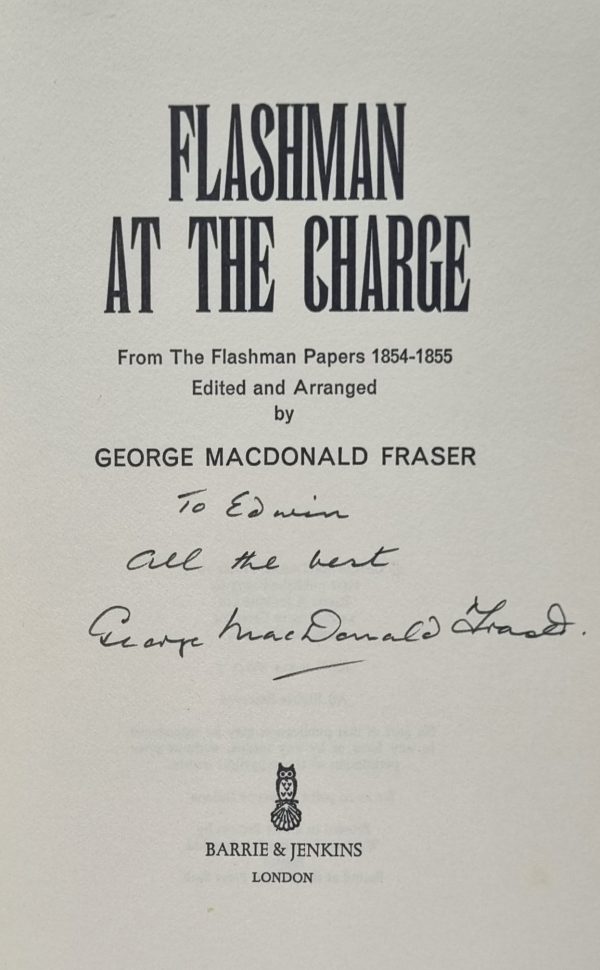 FLASHMAN
AT THE CHARGE
From The Flashman Papers 1854-1855
Edited and Arranged
by
GEORGE MACDONALD FRASER
To Edwin
all the best
George MacDonald Fraser.
BARRIE & JENKINS
LONDON